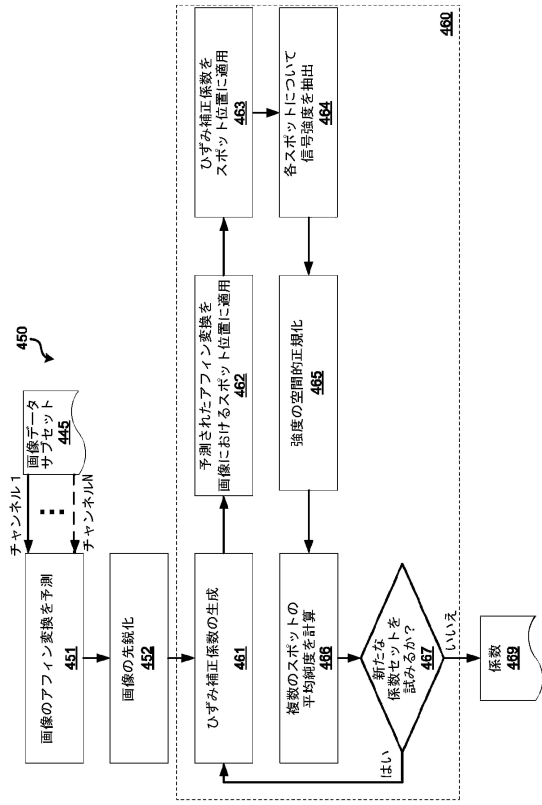 450
画像データ
サブセット
445
チャンネル1
チャンネルN
画像のアフィン変換を予測
451
画像の先鋭化
452
460
ひずみ補正係数の生成
461
予測されたアフィン変換を
画像におけるスポット位置に適用
462
ひずみ補正係数を
スポット位置に適用
463
各スポットについて
信号強度を抽出
464
強度の空間的正規化
465
複数のスポットの
平均純度を計算
466
新たな
係数セットを
試みるか?
467
はい
いいえ
係数
469